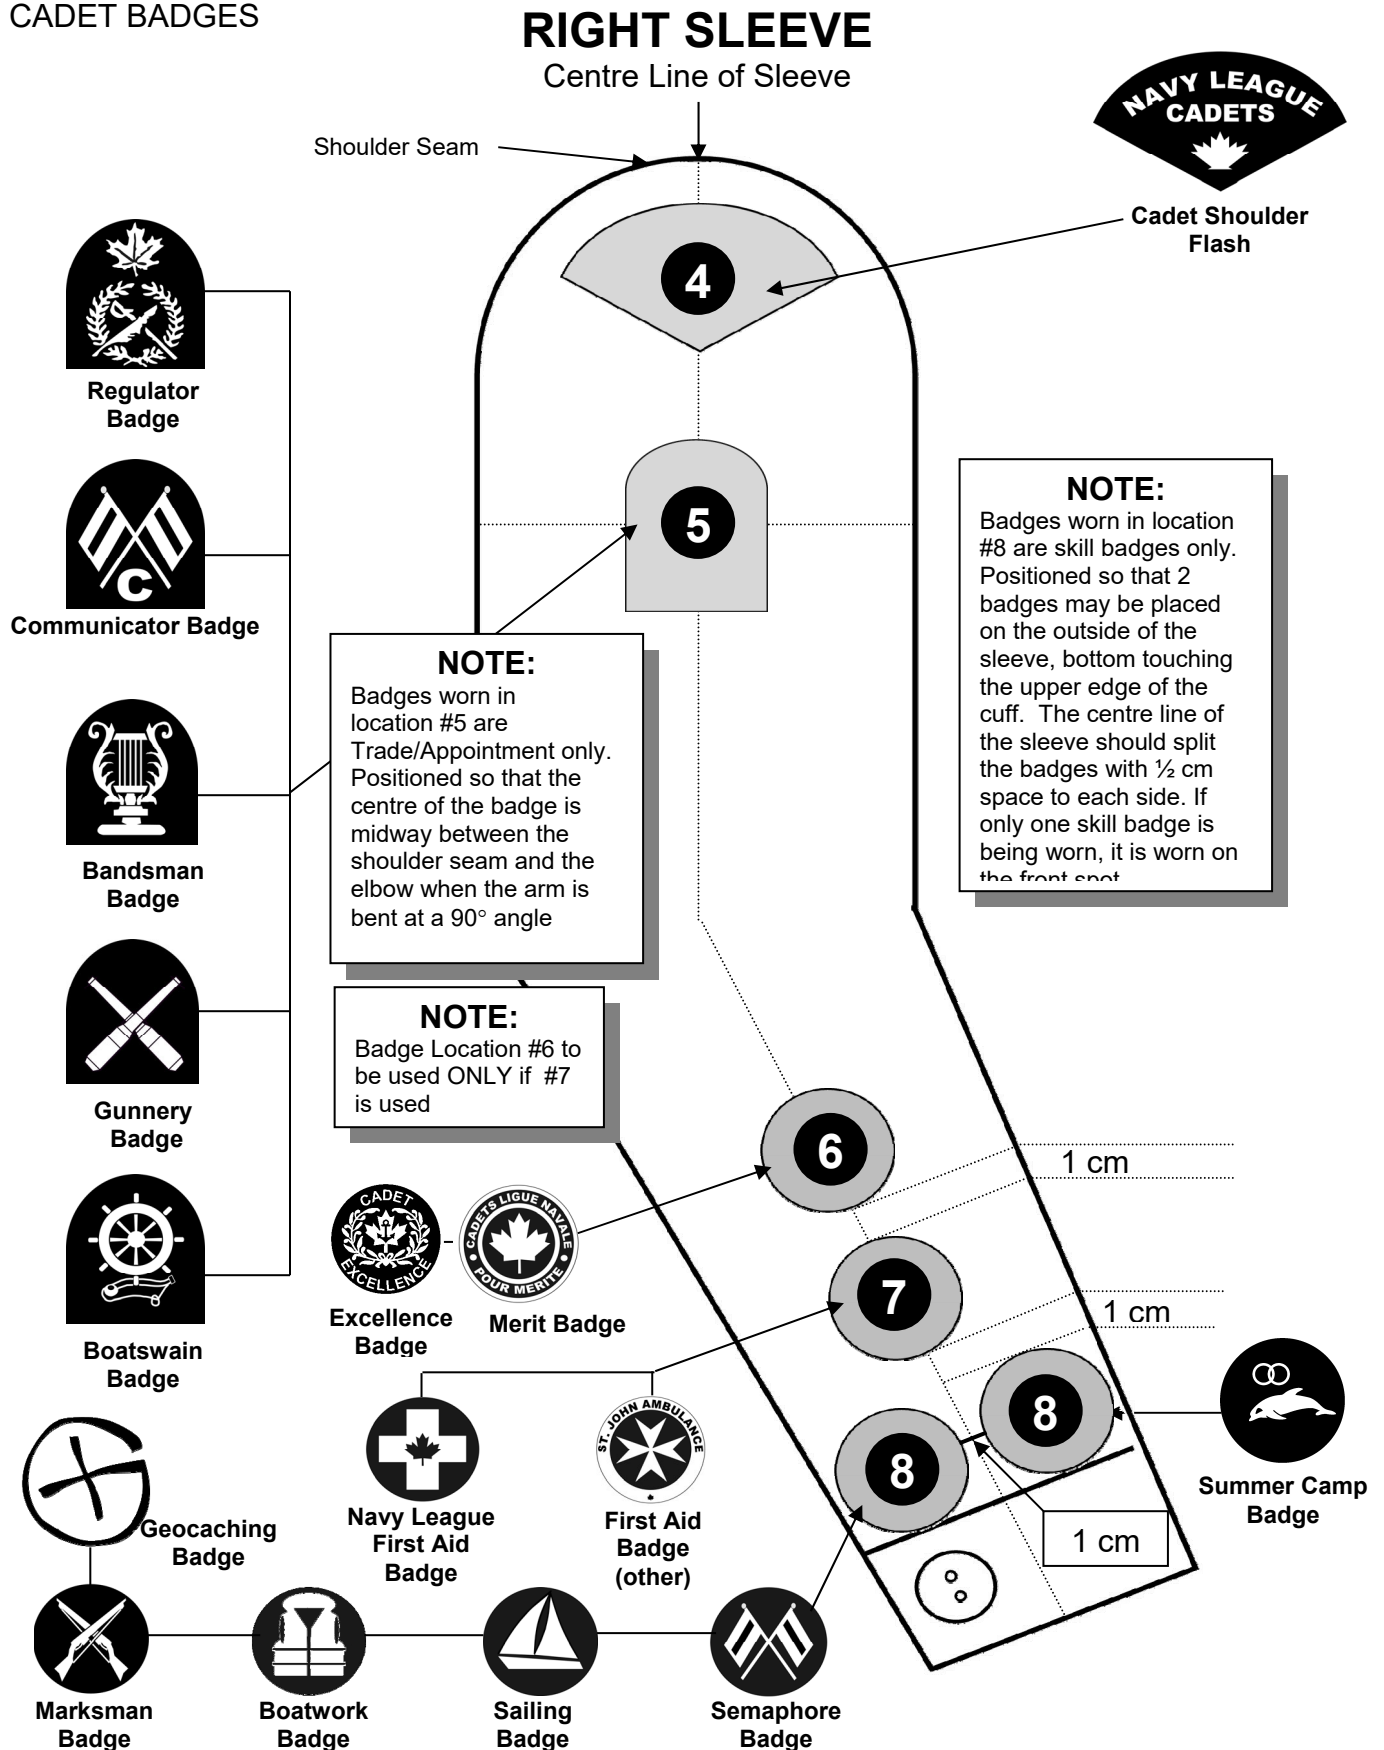 CADET BADGES
RIGHT SLEEVE
Centre Line of Sleeve
Shoulder Seam
NAVY LEAGUE
CADETS
Cadet Shoulder
Flash
4
Regulator
Badge
5
C
Communicator Badge
NOTE:
Badges worn in location
#8 are skill badges only.
Positioned so that 2
badges may be placed
on the outside of the
sleeve, bottom touching
the upper edge of the
cuff. The centre line of
the sleeve should split
the badges with ½ cm
space to each side. If
only one skill badge is
being worn, it is worn on
the front spot
NOTE:
Badges worn in
location #5 are
Trade/Appointment only.
Positioned so that the
centre of the badge is
midway between the
shoulder seam and the
elbow when the arm is
bent at a 90° angle
Bandsman
Badge
NOTE:
Badge Location #6 to
be used ONLY if #7
is used
Gunnery
Badge
6
1 cm
CADET
EXCELLENCE
Excellence
Badge
CADETS LIGUE NAVALE
• POUR MERITE •
Merit Badge
7
1 cm
Boatswain
Badge
8
8
1 cm
Summer Camp
Badge
Navy League
First Aid
Badge
ST. JOHN AMBULANCE
First Aid
Badge
(other)
Geocaching
Badge
Marksman
Badge
Boatwork
Badge
Sailing
Badge
Semaphore
Badge